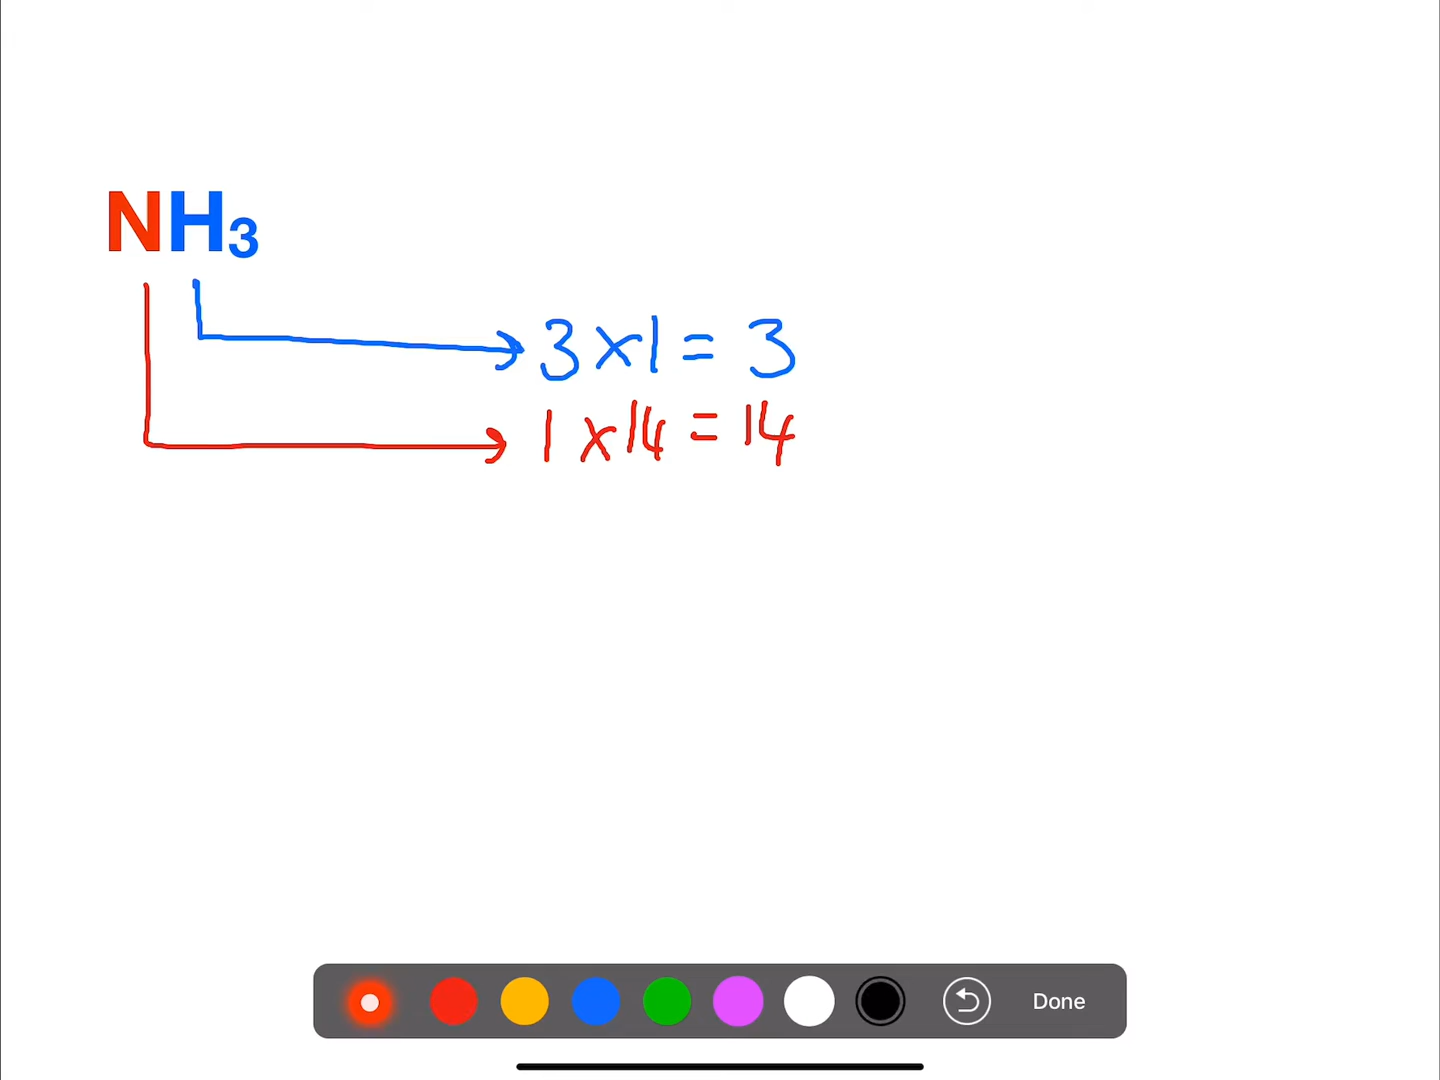 NH₃
3 x 1 = 3
1 x 14 = 14
Done